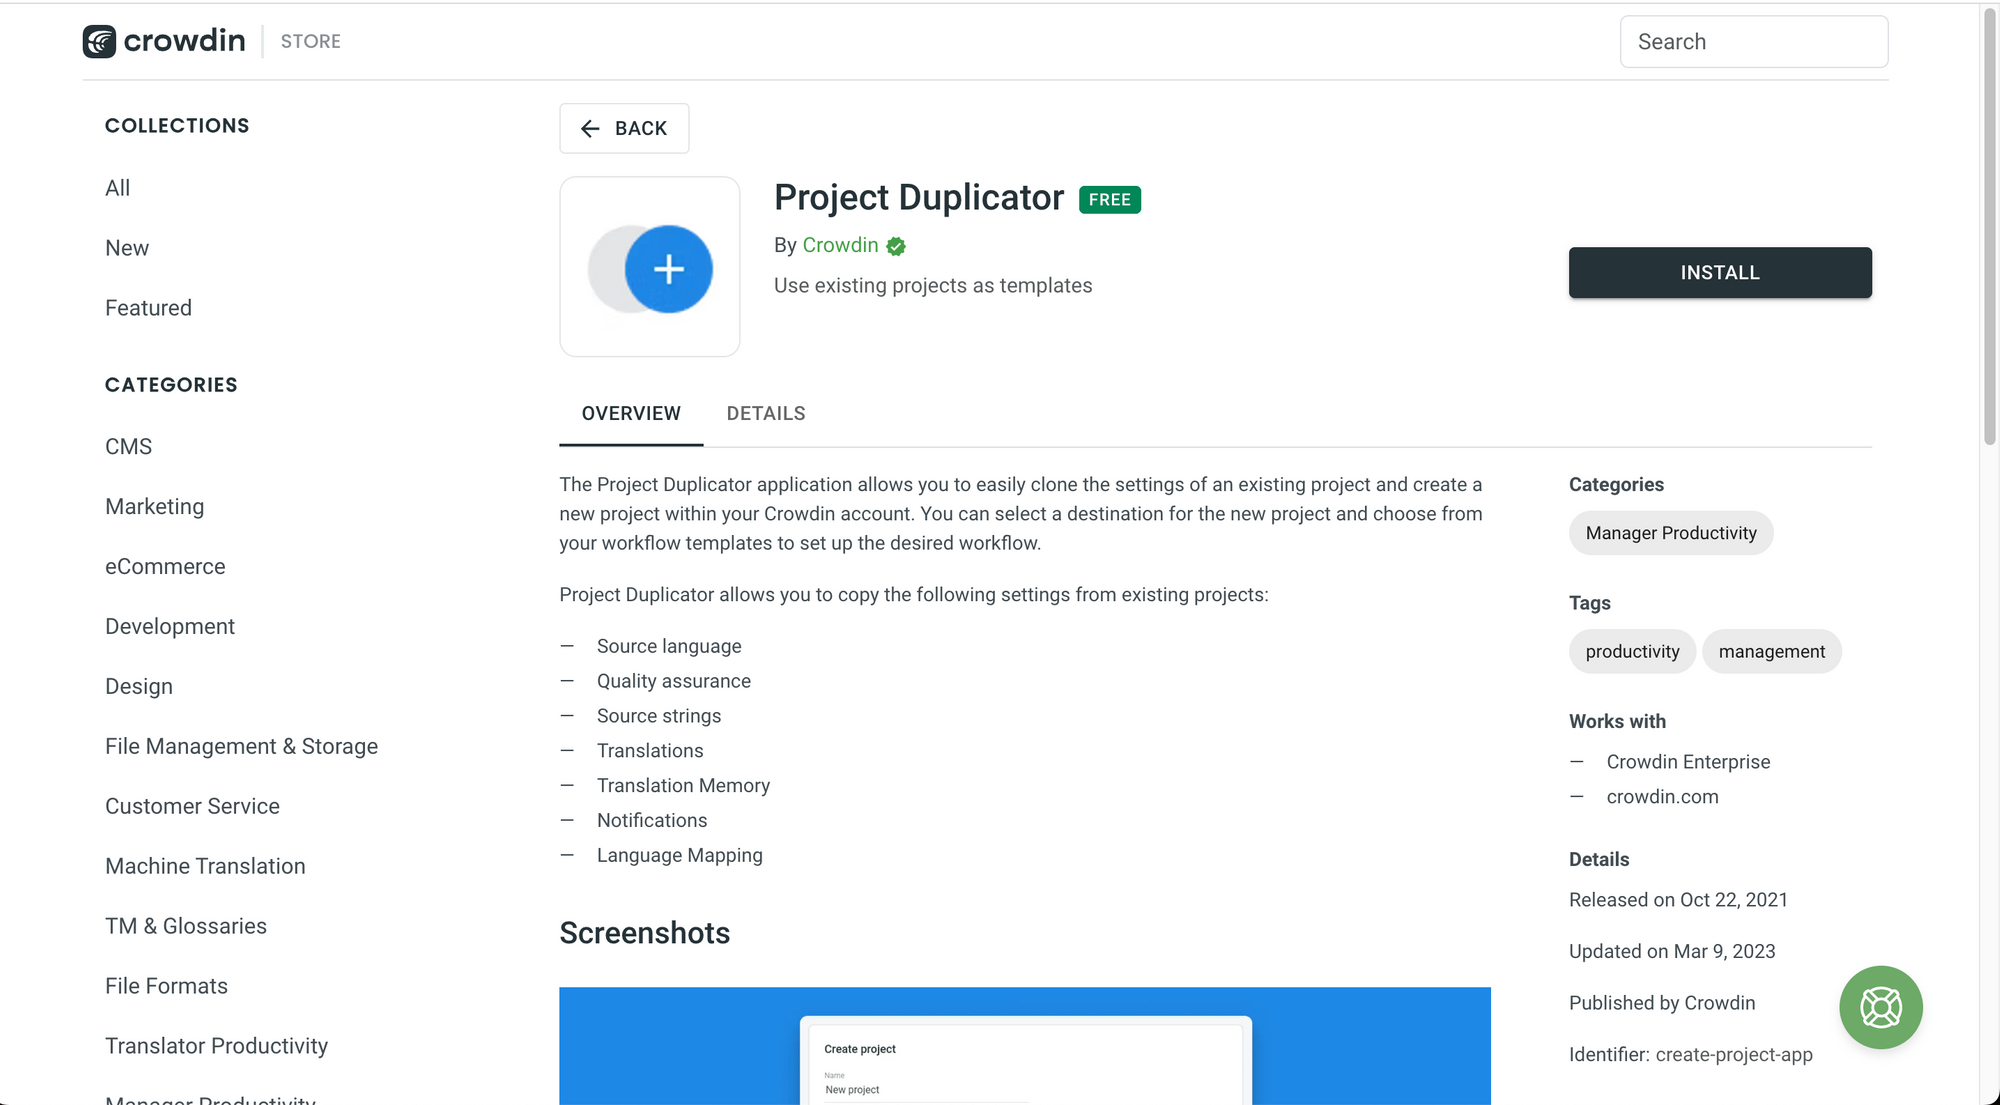 crowdin
STORE
Search
COLLECTIONS
All
New
Featured
CATEGORIES
CMS
Marketing
eCommerce
Development
Design
File Management & Storage
Customer Service
Machine Translation
TM & Glossaries
File Formats
Translator Productivity
Manager Productivity
BACK
Project Duplicator FREE
By Crowdin
Use existing projects as templates
INSTALL
OVERVIEW
DETAILS
The Project Duplicator application allows you to easily clone the settings of an existing project and create a
new project within your Crowdin account. You can select a destination for the new project and choose from
your workflow templates to set up the desired workflow.
Project Duplicator allows you to copy the following settings from existing projects:
— Source language
— Quality assurance
— Source strings
— Translations
— Translation Memory
— Notifications
— Language Mapping
Screenshots
Create project
Name
New project
Categories
Manager Productivity
Tags
productivity
management
Works with
— Crowdin Enterprise
— crowdin.com
Details
Released on Oct 22, 2021
Updated on Mar 9, 2023
Published by Crowdin
Identifier: create-project-app